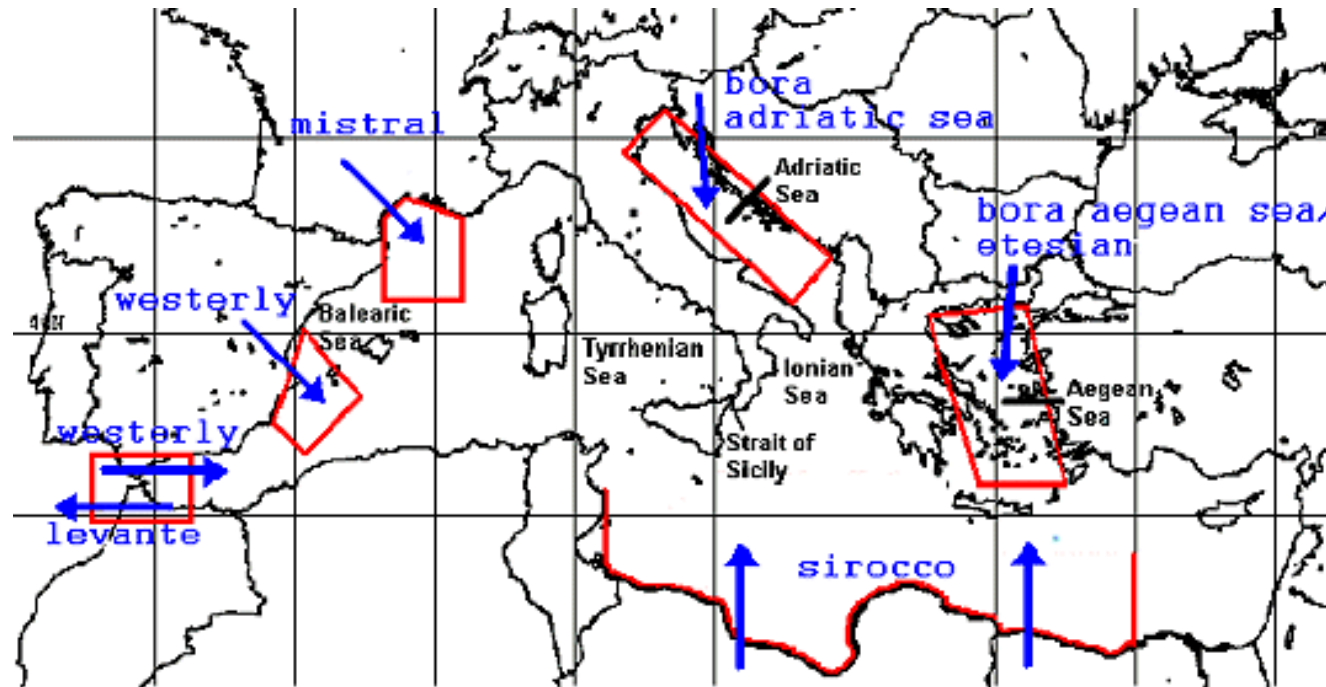 bora
adriatic sea
mistral
Adriatic
Sea
bora aegean sea/
etesian
westerly
Balearic
Sea
Tyrrhenian
Sea
Ionian
Sea
Aegean
Sea
westerly
Strait of
Sicily
levante
sirocco